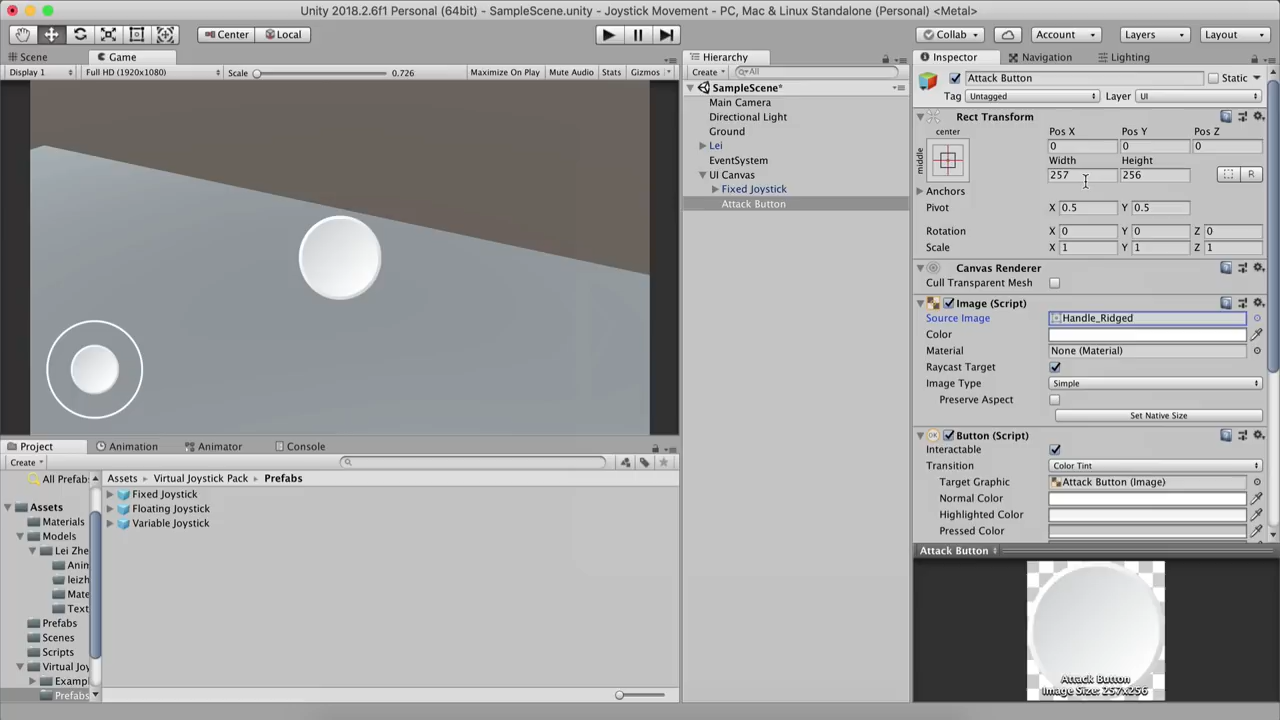 Unity 2018.2.6f1 Personal (64bit) - SampleScene.unity - Joystick Movement - PC, Mac & Linux Standalone (Personal) <Metal>
Center Local Collab Account Layers Layout
Scene Game
Display 1 Full HD (1920x1080) Scale 0.726 Maximize On Play Mute Audio Stats Gizmos
Hierarchy
Create All
SampleScene*
Main Camera
Directional Light
Ground
Lei
EventSystem
UI Canvas
Fixed Joystick
Attack Button
Inspector Navigation Lighting
Attack Button Static
Tag Untagged Layer UI
Rect Transform
center
middle
Pos X Pos Y Pos Z
0 0 0
Width Height
257 256 R
Anchors
Pivot X 0.5 Y 0.5
Rotation X 0 Y 0 Z 0
Scale X 1 Y 1 Z 1
Canvas Renderer
Cull Transparent Mesh
Image (Script)
Source Image Handle_Ridged
Color
Material None (Material)
Raycast Target
Image Type Simple
Preserve Aspect
Set Native Size
OK Button (Script)
Interactable
Transition Color Tint
Target Graphic Attack Button (Image)
Normal Color
Highlighted Color
Pressed Color
Attack Button
Attack Button
Image Size: 257x256
Project Animation Animator Console
Create
All Prefabs
Assets
Materials
Models
Lei Zhe
Anin
leizh
Mate
Text
Prefabs
Scenes
Scripts
Virtual Joy
Examp
Prefabs
Assets Virtual Joystick Pack Prefabs
Fixed Joystick
Floating Joystick
Variable Joystick